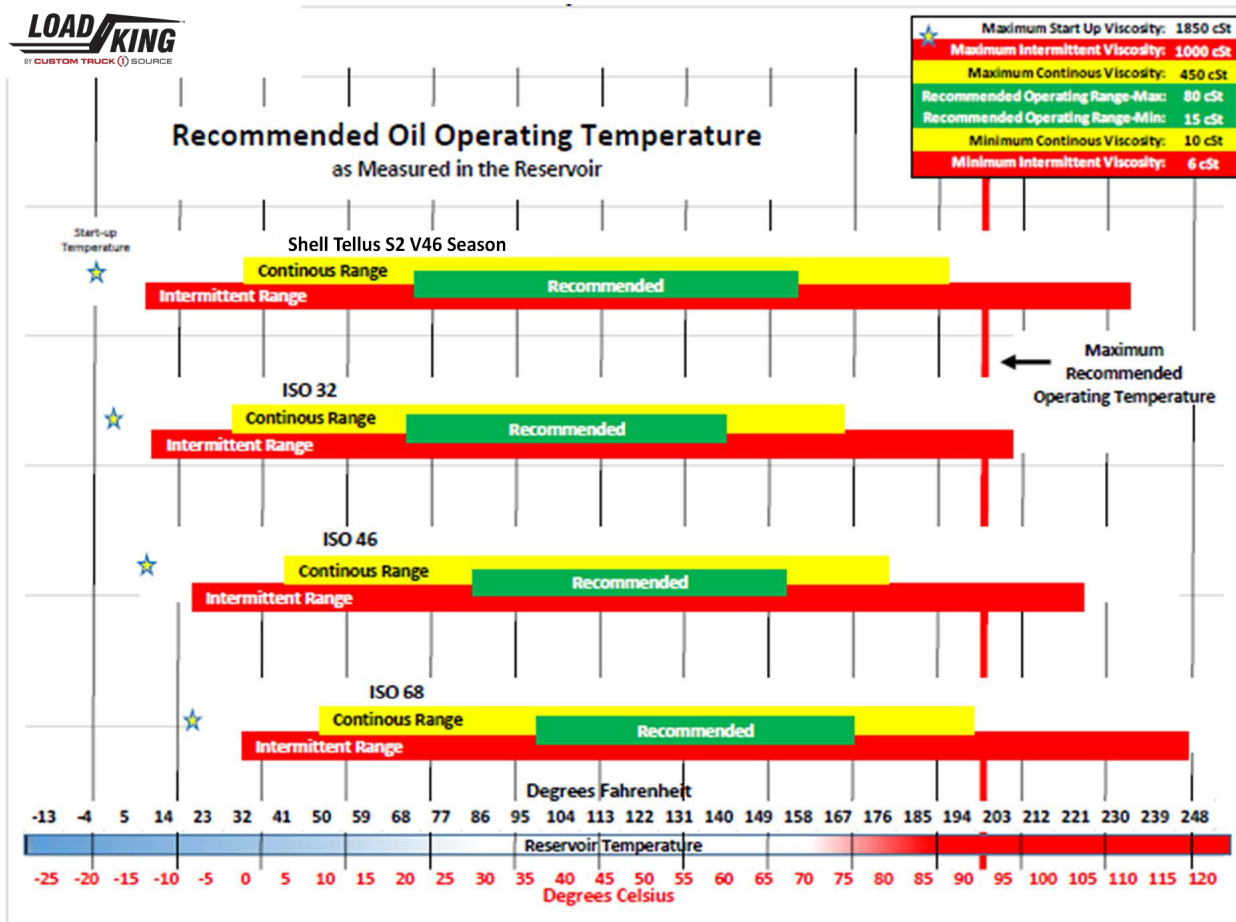 LOAD KING
BY CUSTOM TRUCK 1 SOURCE
Maximum Start Up Viscosity: 1850 cSt
Maximum Intermittent Viscosity: 1000 cSt
Maximum Continous Viscosity: 450 cSt
Recommended Operating Range-Max: 80 cSt
Recommended Operating Range-Min: 15 cSt
Minimum Continous Viscosity: 10 cSt
Minimum Intermittent Viscosity: 6 cSt
Recommended Oil Operating Temperature
as Measured in the Reservoir
Start-up
Temperature
Shell Tellus S2 V46 Season
Continous Range
Recommended
Intermittent Range
Maximum
Recommended
Operating Temperature
ISO 32
Continous Range
Recommended
Intermittent Range
ISO 46
Continous Range
Recommended
Intermittent Range
ISO 68
Continous Range
Recommended
Intermittent Range
Degrees Fahrenheit
-13 -4 5 14 23 32 41 50 59 68 77 86 95 104 113 122 131 140 149 158 167 176 185 194 203 212 221 230 239 248
Reservoir Temperature
-25 -20 -15 -10 -5 0 5 10 15 20 25 30 35 40 45 50 55 60 65 70 75 80 85 90 95 100 105 110 115 120
Degrees Celsius